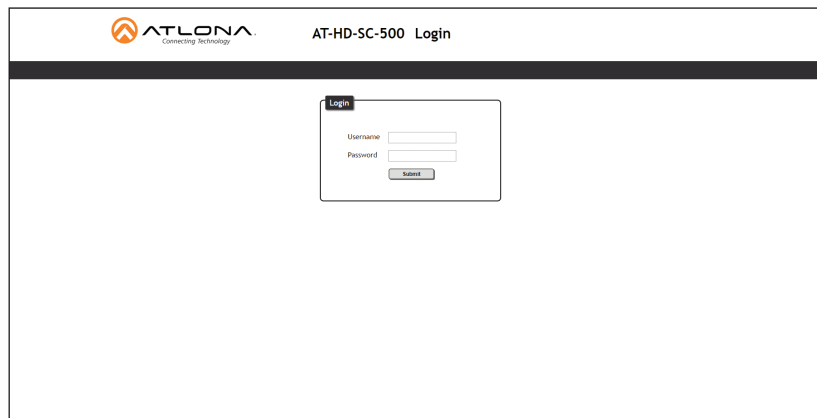 ATLONA.
Connecting Technology
AT-HD-SC-500 Login
Login
Username
Password
Submit